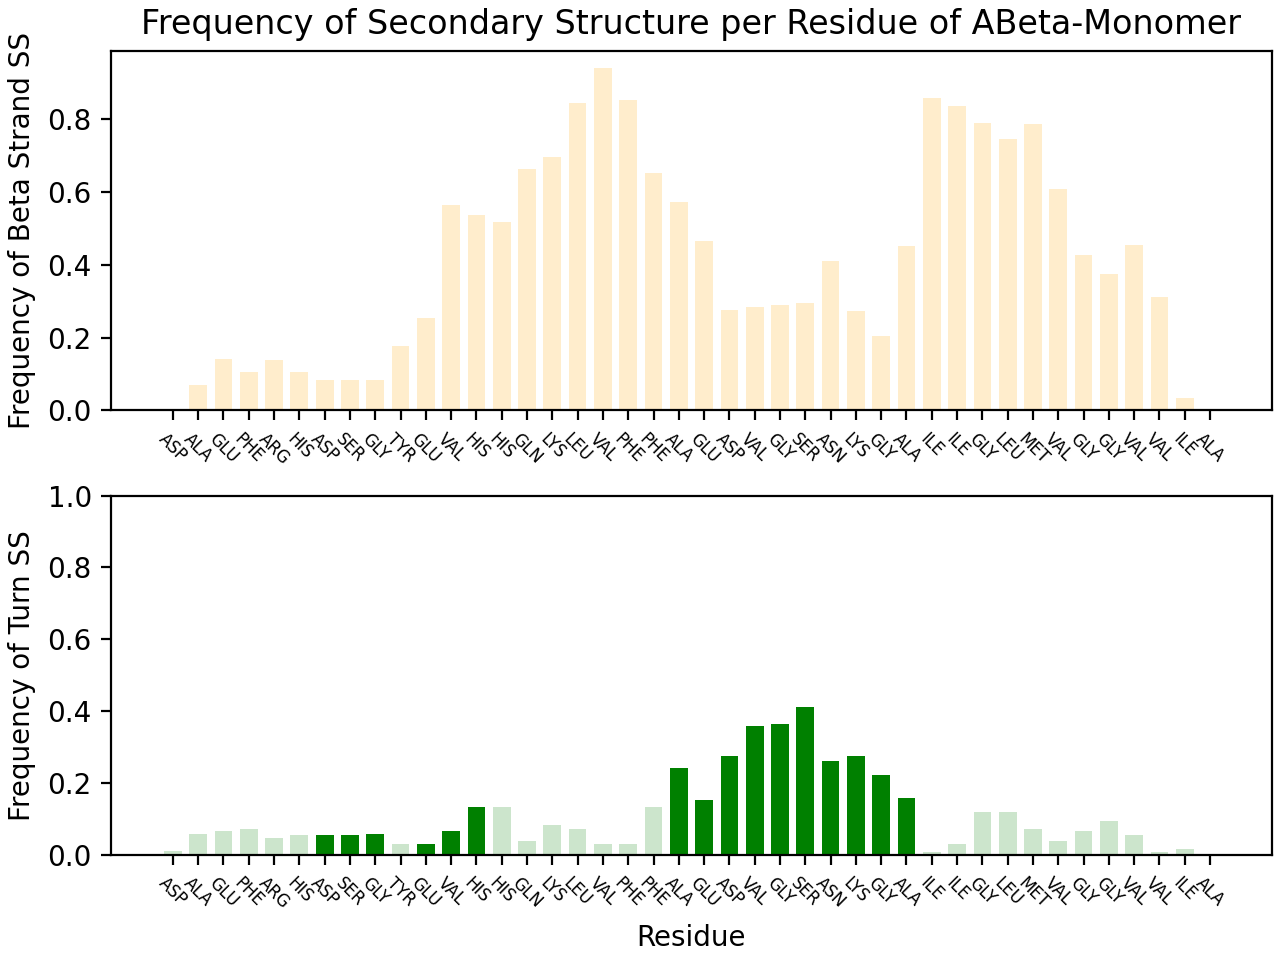 Frequency of Secondary Structure per Residue of ABeta-Monomer
Frequency of Beta Strand SS
0.8
0.6
0.4
0.2
0.0
ASP ALA GLU PHE ARG HIS ASP SER GLY TYR GLU VAL HIS HIS GLN LYS LEU VAL PHE PHE ALA GLU ASP VAL GLY SER ASN LYS GLY ALA ILE ILE GLY LEU MET VAL GLY GLY VAL VAL ILE ALA
Frequency of Turn SS
1.0
0.8
0.6
0.4
0.2
0.0
ASP ALA GLU PHE ARG HIS ASP SER GLY TYR GLU VAL HIS HIS GLN LYS LEU VAL PHE PHE ALA GLU ASP VAL GLY SER ASN LYS GLY ALA ILE ILE GLY LEU MET VAL GLY GLY VAL VAL ILE ALA
Residue